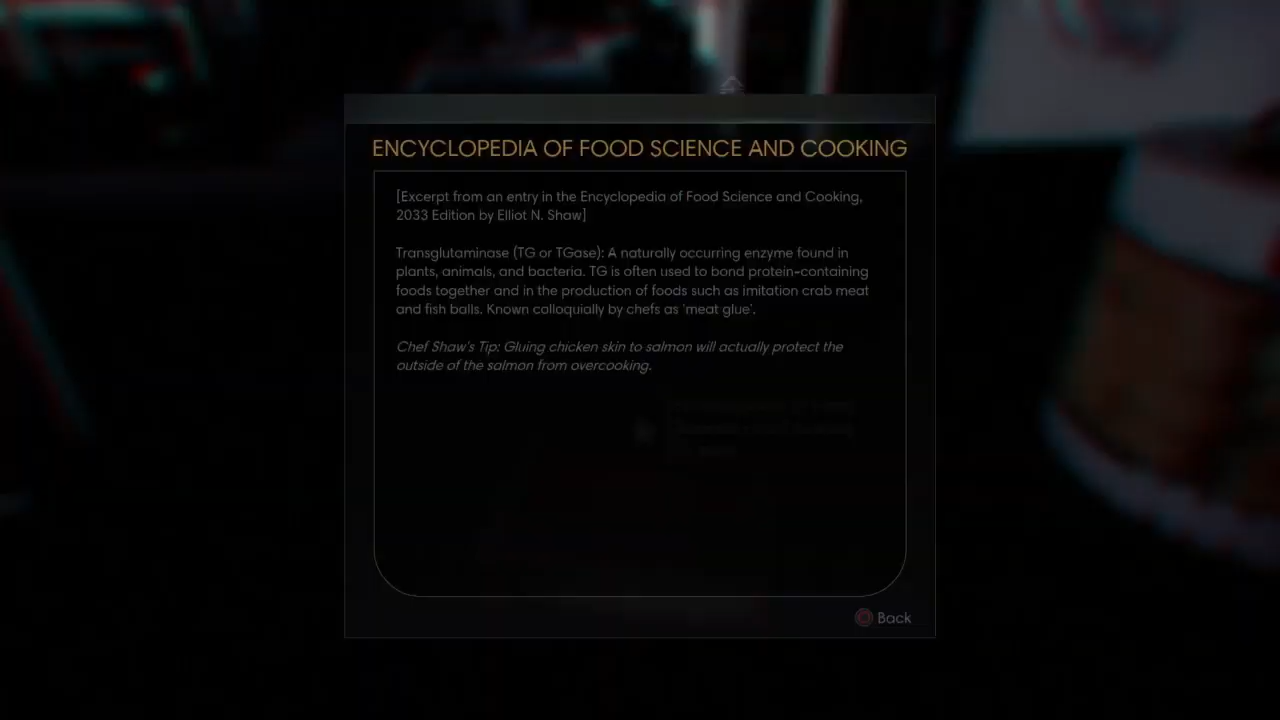 ENCYCLOPEDIA OF FOOD SCIENCE AND COOKING
[Excerpt from an entry in the Encyclopedia of Food Science and Cooking,
2033 Edition by Elliot N. Shaw]
Transglutaminase (TG or TGase): A naturally occurring enzyme found in
plants, animals, and bacteria. TG is often used to bond protein-containing
foods together and in the production of foods such as imitation crab meat
and fish balls. Known colloquially by chefs as 'meat glue'.
Chef Shaw's Tip: Gluing chicken skin to salmon will actually protect the
outside of the salmon from overcooking.
Back